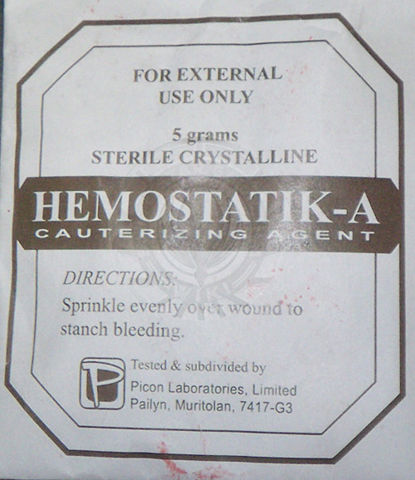 FOR EXTERNAL
USE ONLY
5 grams
STERILE CRYSTALLINE
HEMOSTATIK-A
CAUTERIZING AGENT
DIRECTIONS:
Sprinkle evenly over wound to
stanch bleeding.
P
Tested & subdivided by
Picon Laboratories, Limited
Pailyn, Muritolan, 7417-G3